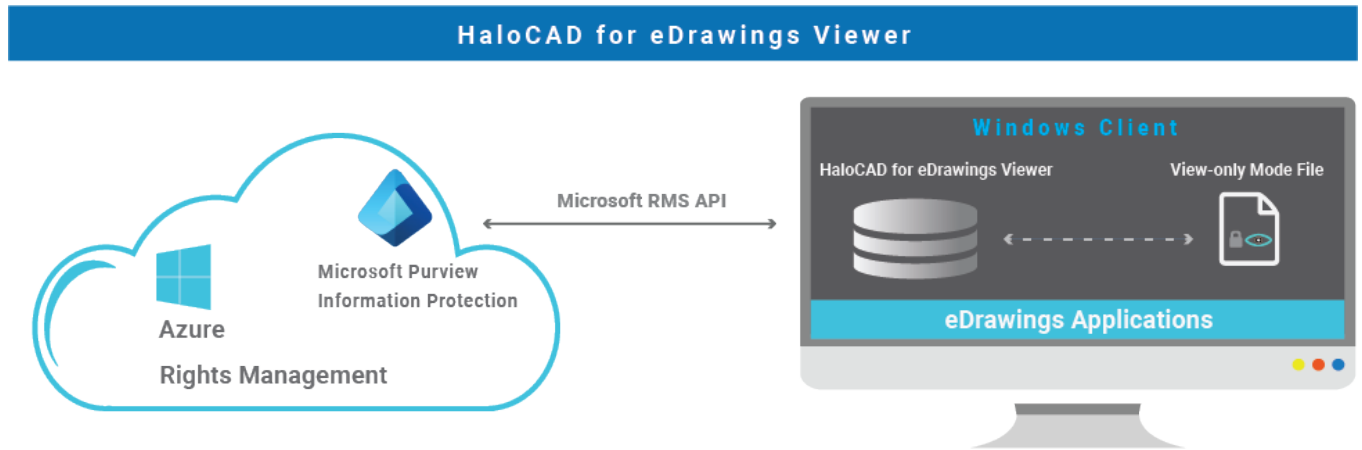 HaloCAD for eDrawings Viewer
Windows Client
HaloCAD for eDrawings Viewer
View-only Mode File
Microsoft RMS API
Microsoft Purview
Information Protection
Azure
Rights Management
eDrawings Applications